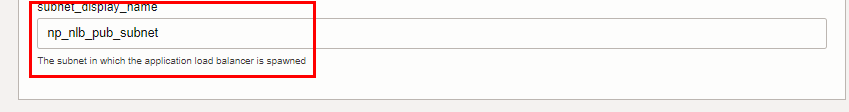 subnet_display_name
np_nlb_pub_subnet
The subnet in which the application load balancer is spawned